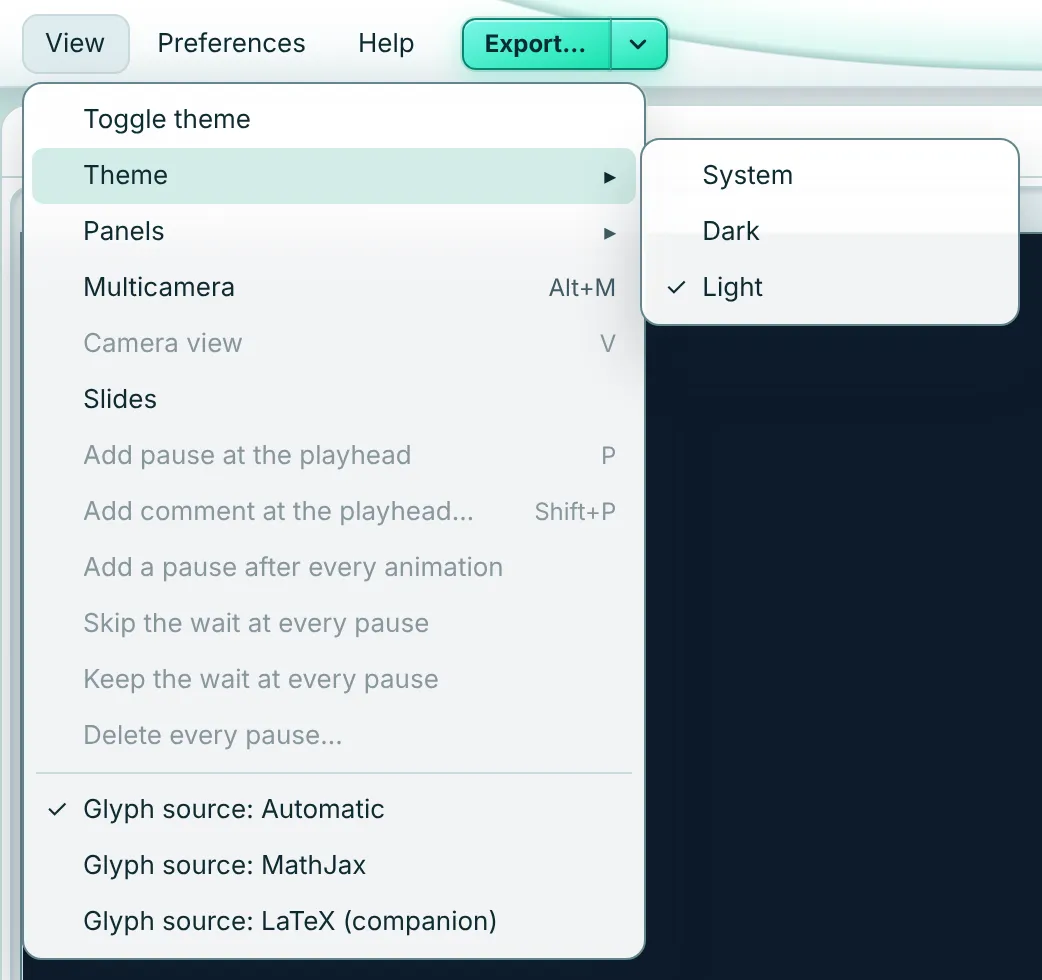 View Preferences Help Export...
Toggle theme
Theme ▸
Panels ▸
Multicamera Alt+M
Camera view V
Slides
Add pause at the playhead P
Add comment at the playhead... Shift+P
Add a pause after every animation
Skip the wait at every pause
Keep the wait at every pause
Delete every pause...
✓ Glyph source: Automatic
Glyph source: MathJax
Glyph source: LaTeX (companion)
System
Dark
✓ Light